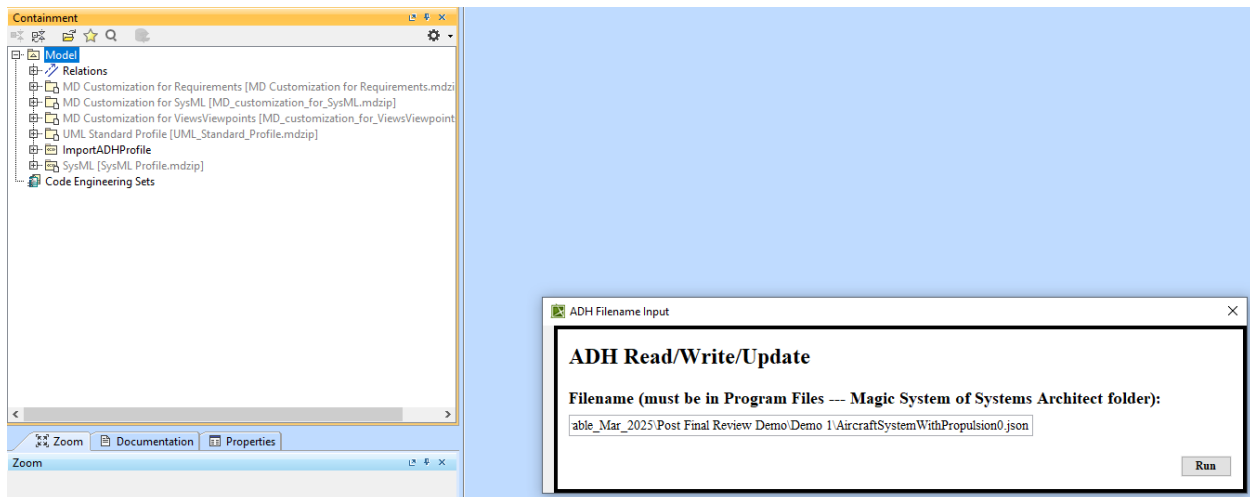 Containment
Model
Relations
MD Customization for Requirements [MD Customization for Requirements.mdzi
MD Customization for SysML [MD_customization_for_SysML.mdzip]
MD Customization for ViewsViewpoints [MD_customization_for_ViewsViewpoint
UML Standard Profile [UML_Standard_Profile.mdzip]
ImportADHProfile
SysML [SysML Profile.mdzip]
Code Engineering Sets
Zoom Documentation Properties
Zoom
ADH Filename Input
ADH Read/Write/Update
Filename (must be in Program Files --- Magic System of Systems Architect folder):
able_Mar_2025\Post Final Review Demo\Demo 1\AircraftSystemWithPropulsion0.json
Run